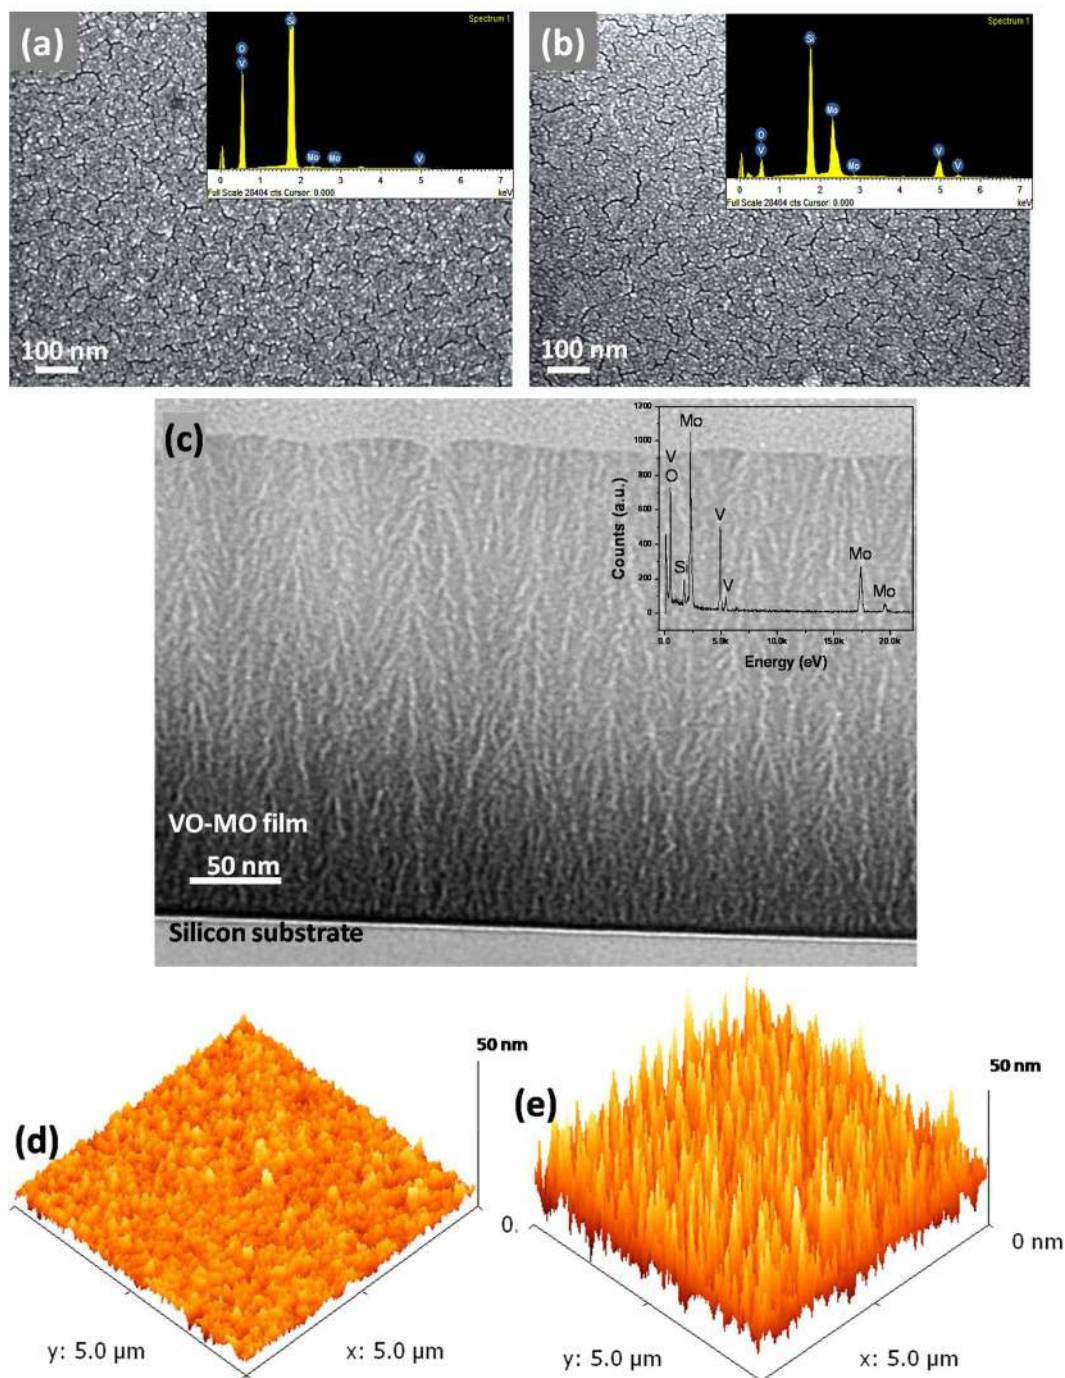 (a)
Spectrum 1
Si
O
V
Mo
Mo
V
0 1 2 3 4 5 6 7
Full Scale 28404 cts Cursor: 0.000
keV
100 nm
(b)
Spectrum 1
Si
Mo
O
V
Mo
V
V
0 1 2 3 4 5 6 7
Full Scale 28404 cts Cursor: 0.000
keV
100 nm
(c)
1200
1000
800
600
400
200
0
Counts (a.u.)
Mo
V
O
V
Si
V
Mo
Mo
0.0 5.0k 10.0k 15.0k 20.0k
Energy (eV)
VO-MO film
50 nm
Silicon substrate
(d)
50 nm
0.
y: 5.0 µm
x: 5.0 µm
(e)
50 nm
0 nm
y: 5.0 µm
x: 5.0 µm